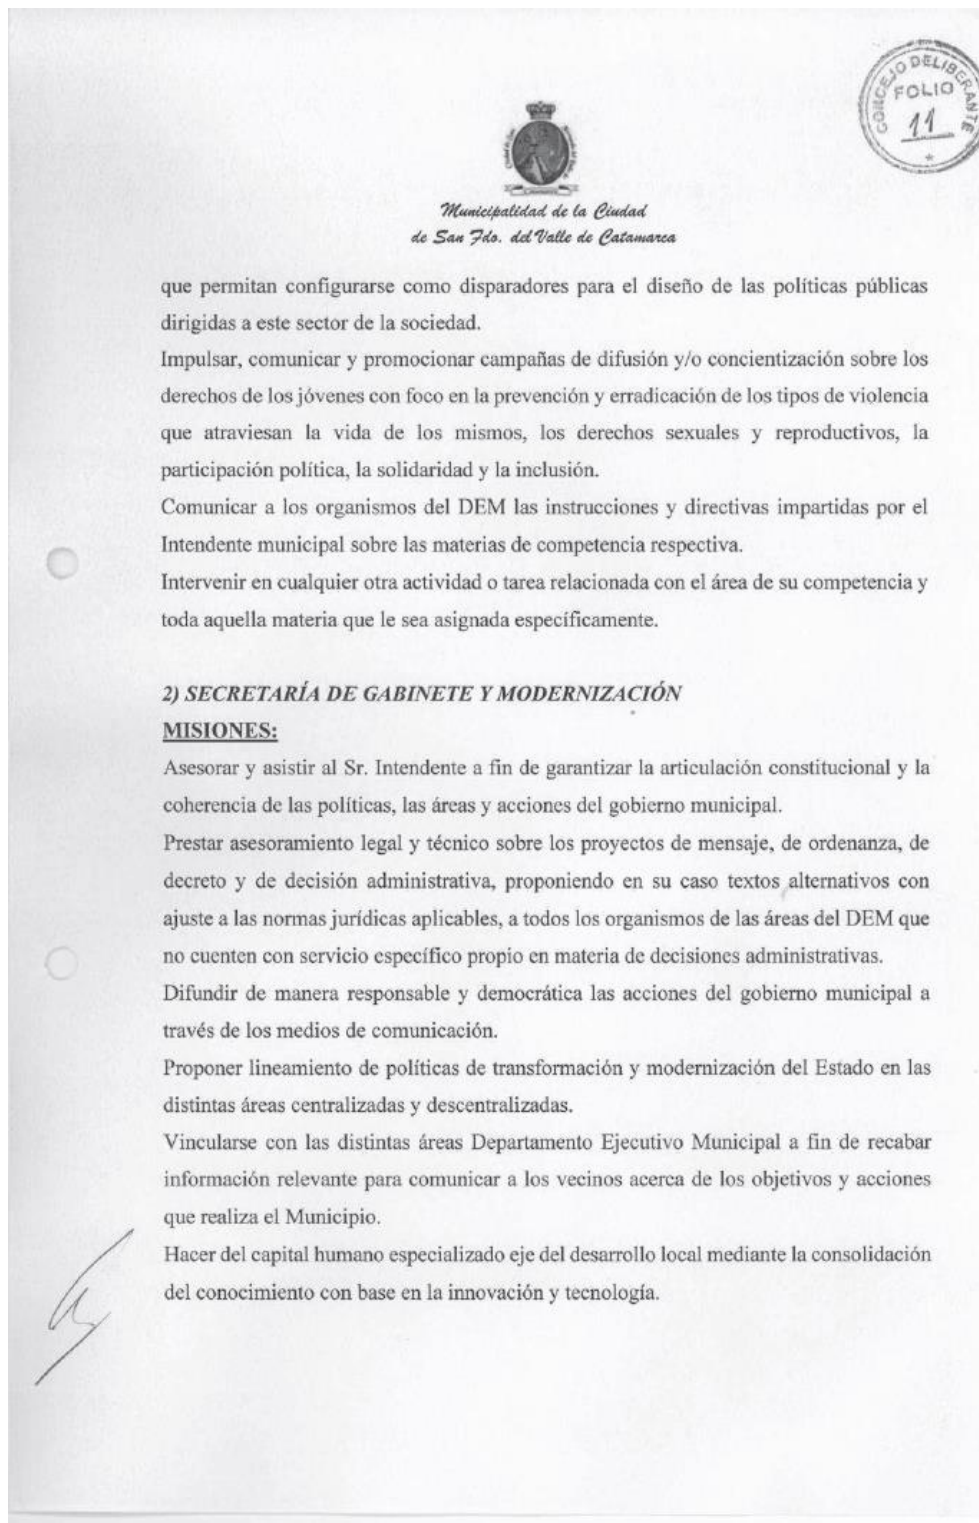 CONCEJO DELIBERANTE
FOLIO
11
Municipalidad de la Ciudad
de San Fdo. del Valle de Catamarca
que permitan configurarse como disparadores para el diseño de las políticas públicas
dirigidas a este sector de la sociedad.
Impulsar, comunicar y promocionar campañas de difusión y/o concientización sobre los
derechos de los jóvenes con foco en la prevención y erradicación de los tipos de violencia
que atraviesan la vida de los mismos, los derechos sexuales y reproductivos, la
participación política, la solidaridad y la inclusión.
Comunicar a los organismos del DEM las instrucciones y directivas impartidas por el
Intendente municipal sobre las materias de competencia respectiva.
Intervenir en cualquier otra actividad o tarea relacionada con el área de su competencia y
toda aquella materia que le sea asignada específicamente.
2) SECRETARÍA DE GABINETE Y MODERNIZACIÓN
MISIONES:
Asesorar y asistir al Sr. Intendente a fin de garantizar la articulación constitucional y la
coherencia de las políticas, las áreas y acciones del gobierno municipal.
Prestar asesoramiento legal y técnico sobre los proyectos de mensaje, de ordenanza, de
decreto y de decisión administrativa, proponiendo en su caso textos alternativos con
ajuste a las normas jurídicas aplicables, a todos los organismos de las áreas del DEM que
no cuenten con servicio específico propio en materia de decisiones administrativas.
Difundir de manera responsable y democrática las acciones del gobierno municipal a
través de los medios de comunicación.
Proponer lineamiento de políticas de transformación y modernización del Estado en las
distintas áreas centralizadas y descentralizadas.
Vincularse con las distintas áreas Departamento Ejecutivo Municipal a fin de recabar
información relevante para comunicar a los vecinos acerca de los objetivos y acciones
que realiza el Municipio.
Hacer del capital humano especializado eje del desarrollo local mediante la consolidación
del conocimiento con base en la innovación y tecnología.